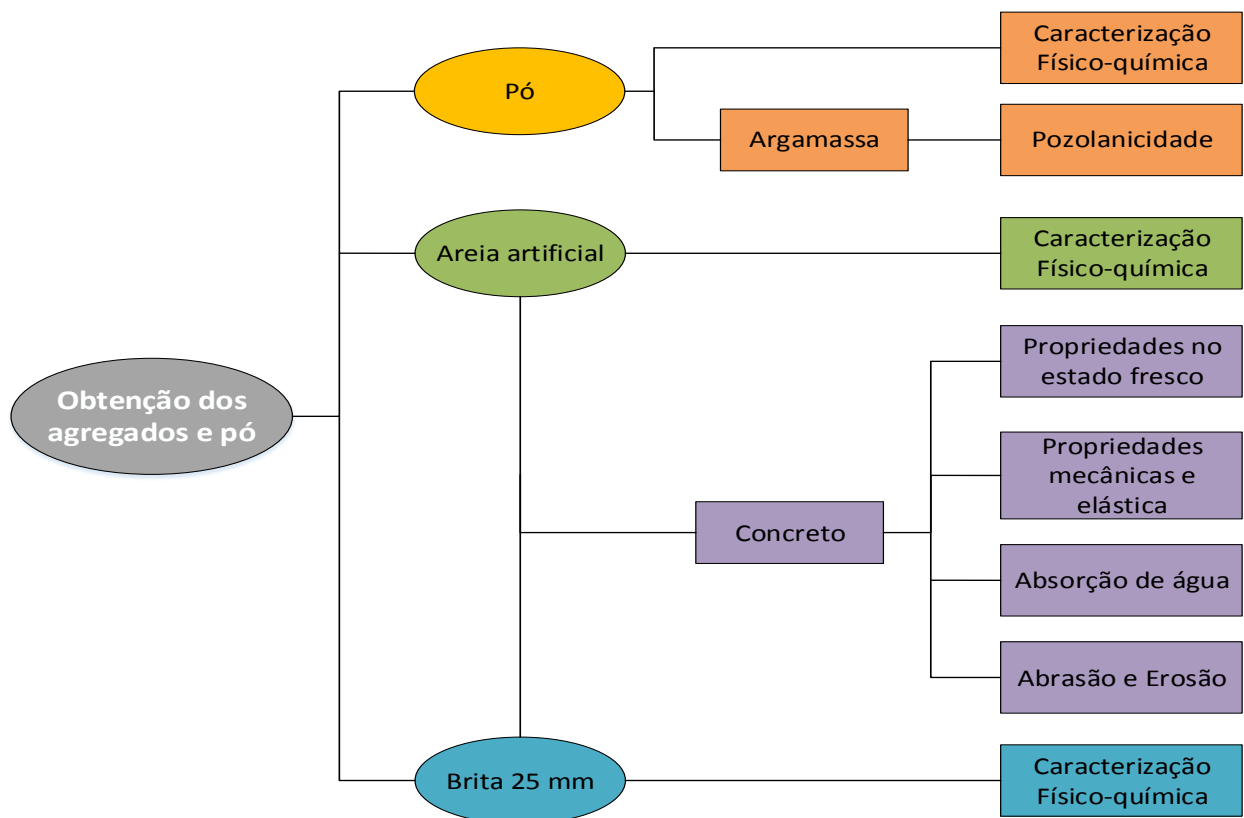 Caracterização
Físico-química
Pó
Argamassa
Pozolanicidade
Areia artificial
Caracterização
Físico-química
Propriedades no
estado fresco
Obtenção dos
agregados e pó
Propriedades
mecânicas e
elástica
Concreto
Absorção de água
Abrasão e Erosão
Brita 25 mm
Caracterização
Físico-química